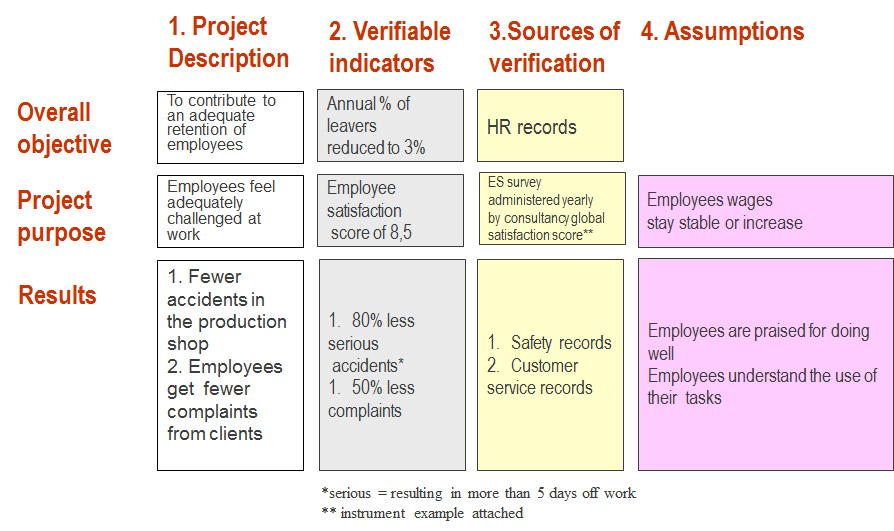 1. Project
Description
2. Verifiable
indicators
3.Sources of
verification
4. Assumptions
Overall
objective
To contribute to
an adequate
retention of
employees
Annual % of
leavers
reduced to 3%
HR records
Project
purpose
Employees feel
adequately
challenged at
work
Employee
satisfaction
score of 8,5
ES survey
administered yearly
by consultancy global
satisfaction score**
Employees wages
stay stable or increase
Results
1. Fewer
accidents in
the production
shop
2. Employees
get fewer
complaints
from clients
1. 80% less
serious
accidents*
1. 50% less
complaints
1. Safety records
2. Customer
service records
Employees are praised for doing
well
Employees understand the use of
their tasks
*serious = resulting in more than 5 days off work
** instrument example attached